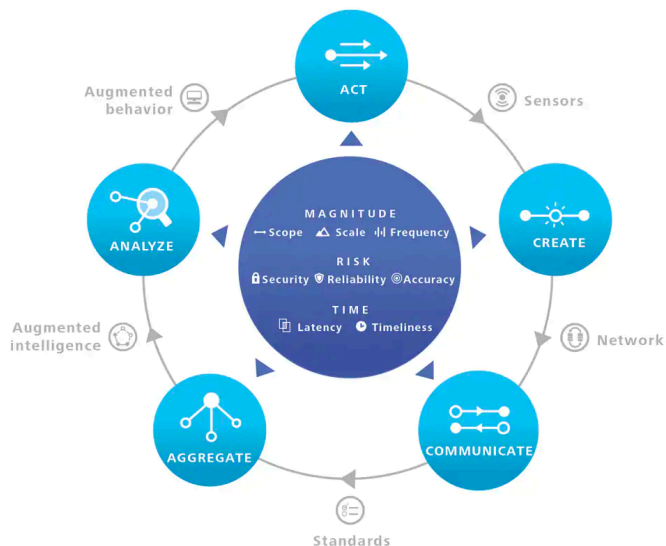 ACT
Augmented
behavior
Sensors
ANALYZE
MAGNITUDE
Scope Scale Frequency
RISK
Security Reliability Accuracy
TIME
Latency Timeliness
CREATE
Augmented
intelligence
Network
AGGREGATE
COMMUNICATE
Standards